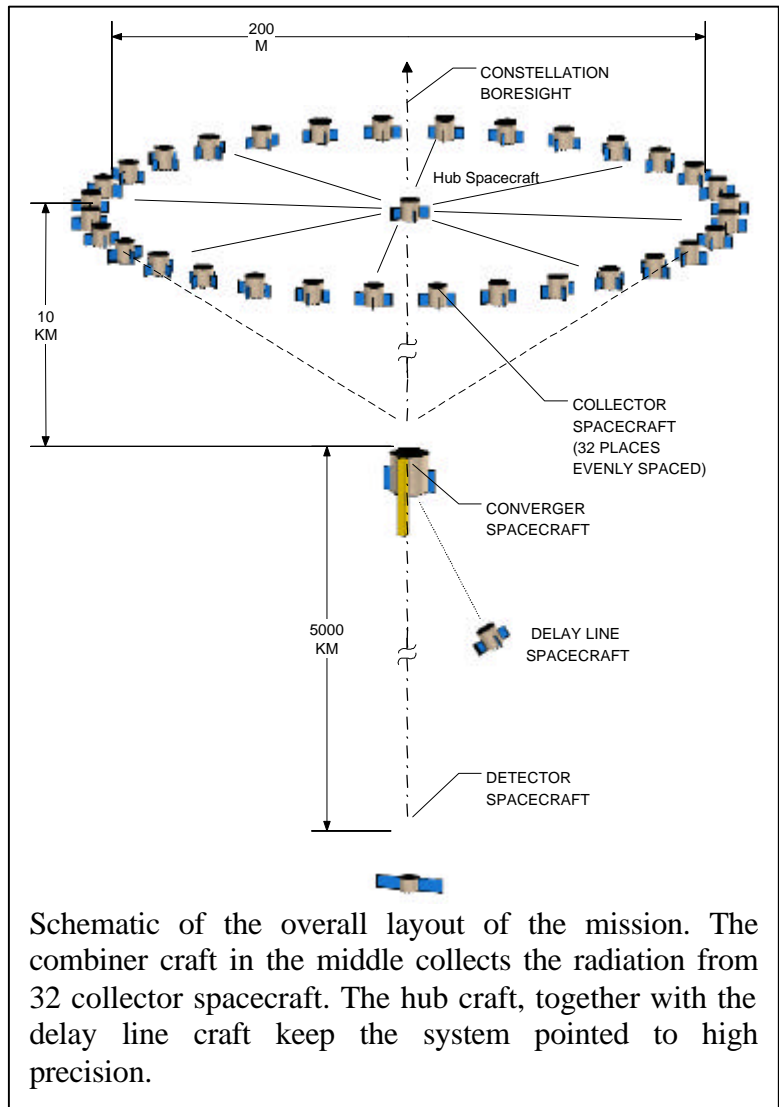 200
M
CONSTELLATION
BORESIGHT
Hub Spacecraft
10
KM
COLLECTOR
SPACECRAFT
(32 PLACES
EVENLY SPACED)
CONVERGER
SPACECRAFT
5000
KM
DELAY LINE
SPACECRAFT
DETECTOR
SPACECRAFT
Schematic of the overall layout of the mission. The
combiner craft in the middle collects the radiation from
32 collector spacecraft. The hub craft, together with the
delay line craft keep the system pointed to high
precision.